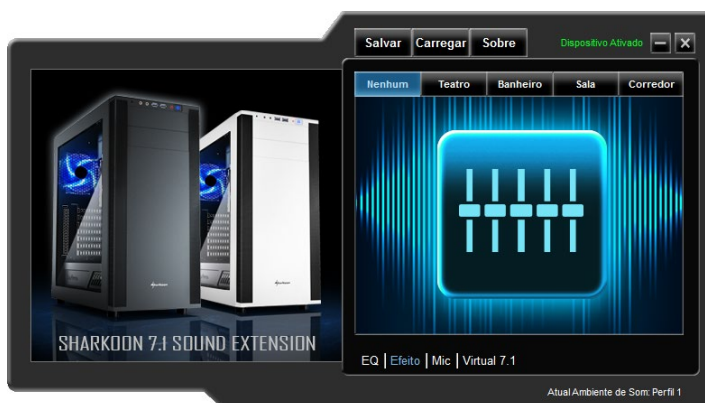 Salvar Carregar Sobre Dispositivo Ativado
Nenhum Teatro Banheiro Sala Corredor
SHARKOON 7.1 SOUND EXTENSION
EQ | Efeito | Mic | Virtual 7.1
Atual Ambiente de Som: Perfil 1